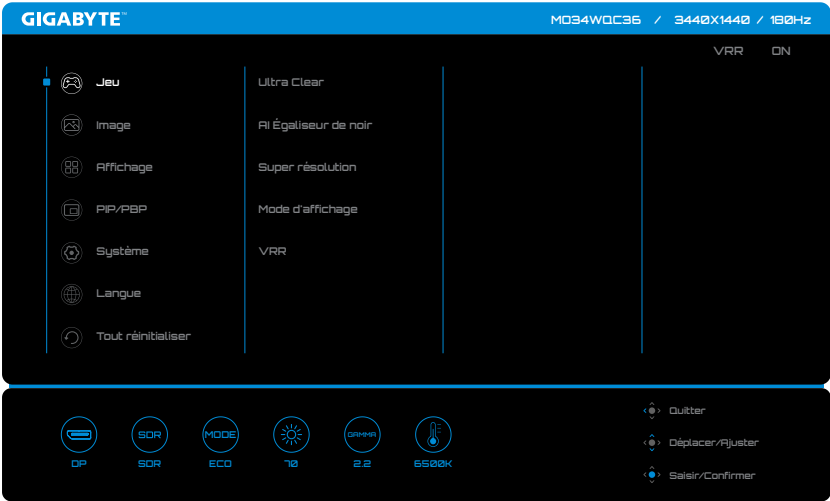 GIGABYTE™
MO34WQC36 / 3440X1440 / 180Hz
VRR ON
Jeu
Image
Affichage
PIP/PBP
Système
Langue
Tout réinitialiser
Ultra Clear
AI Égaliseur de noir
Super résolution
Mode d'affichage
VRR
SDR
MODE
GAMMA
DP
SDR
ECO
70
2.2
6500K
Quitter
Déplacer/Ajuster
Saisir/Confirmer